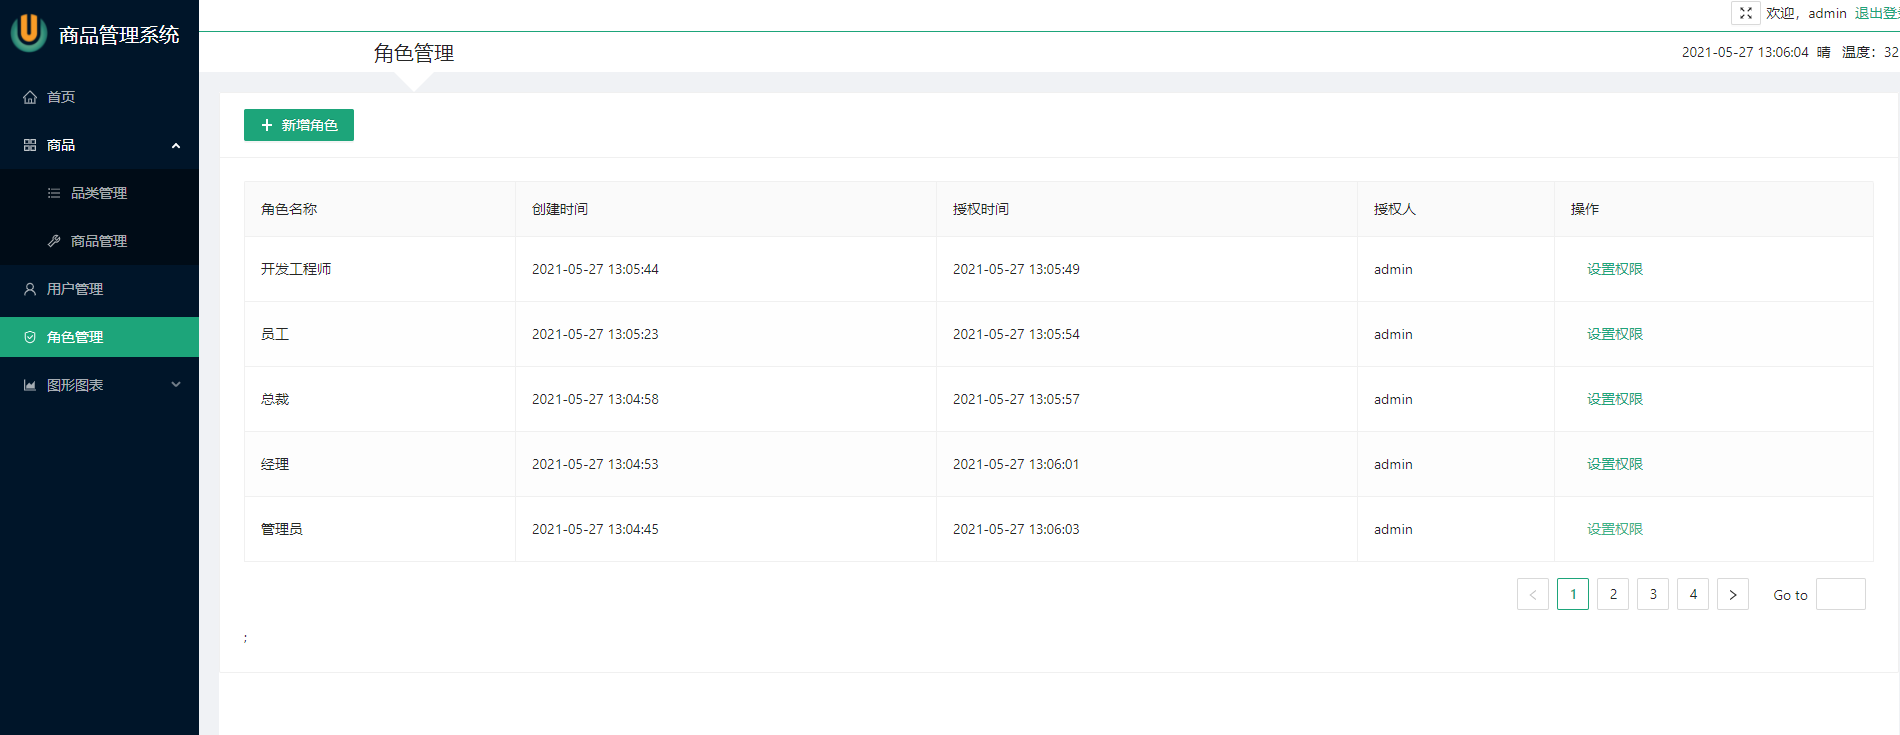 商品管理系统
首页
商品
品类管理
商品管理
用户管理
角色管理
图形图表
欢迎，admin 退出登
角色管理
2021-05-27 13:06:04 晴 温度：32
+ 新增角色
角色名称 创建时间 授权时间 授权人 操作
开发工程师 2021-05-27 13:05:44 2021-05-27 13:05:49 admin 设置权限
员工 2021-05-27 13:05:23 2021-05-27 13:05:54 admin 设置权限
总裁 2021-05-27 13:04:58 2021-05-27 13:05:57 admin 设置权限
经理 2021-05-27 13:04:53 2021-05-27 13:06:01 admin 设置权限
管理员 2021-05-27 13:04:45 2021-05-27 13:06:03 admin 设置权限
< 1 2 3 4 > Go to
;